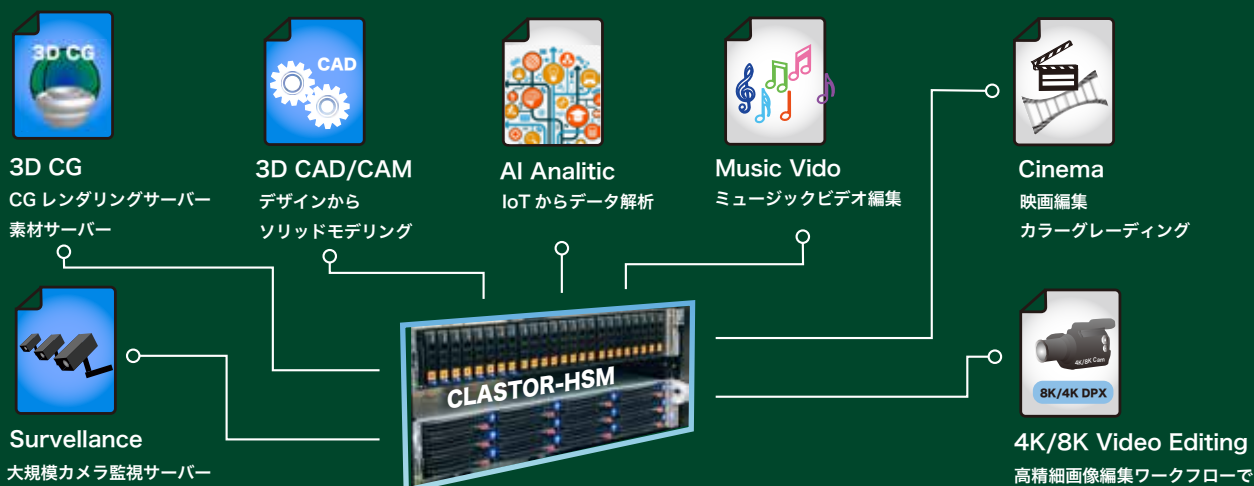 3D CG
3D CG
CG レンダリングサーバー
素材サーバー
CAD
3D CAD/CAM
デザインから
ソリッドモデリング
AI Analitic
IoT からデータ解析
Music Vido
ミュージックビデオ編集
Cinema
映画編集
カラーグレーディング
Survellance
大規模カメラ監視サーバー
CLASTOR-HSM
4K/8K Cam
8K/4K DPX
4K/8K Video Editing
高精細画像編集ワークフローで